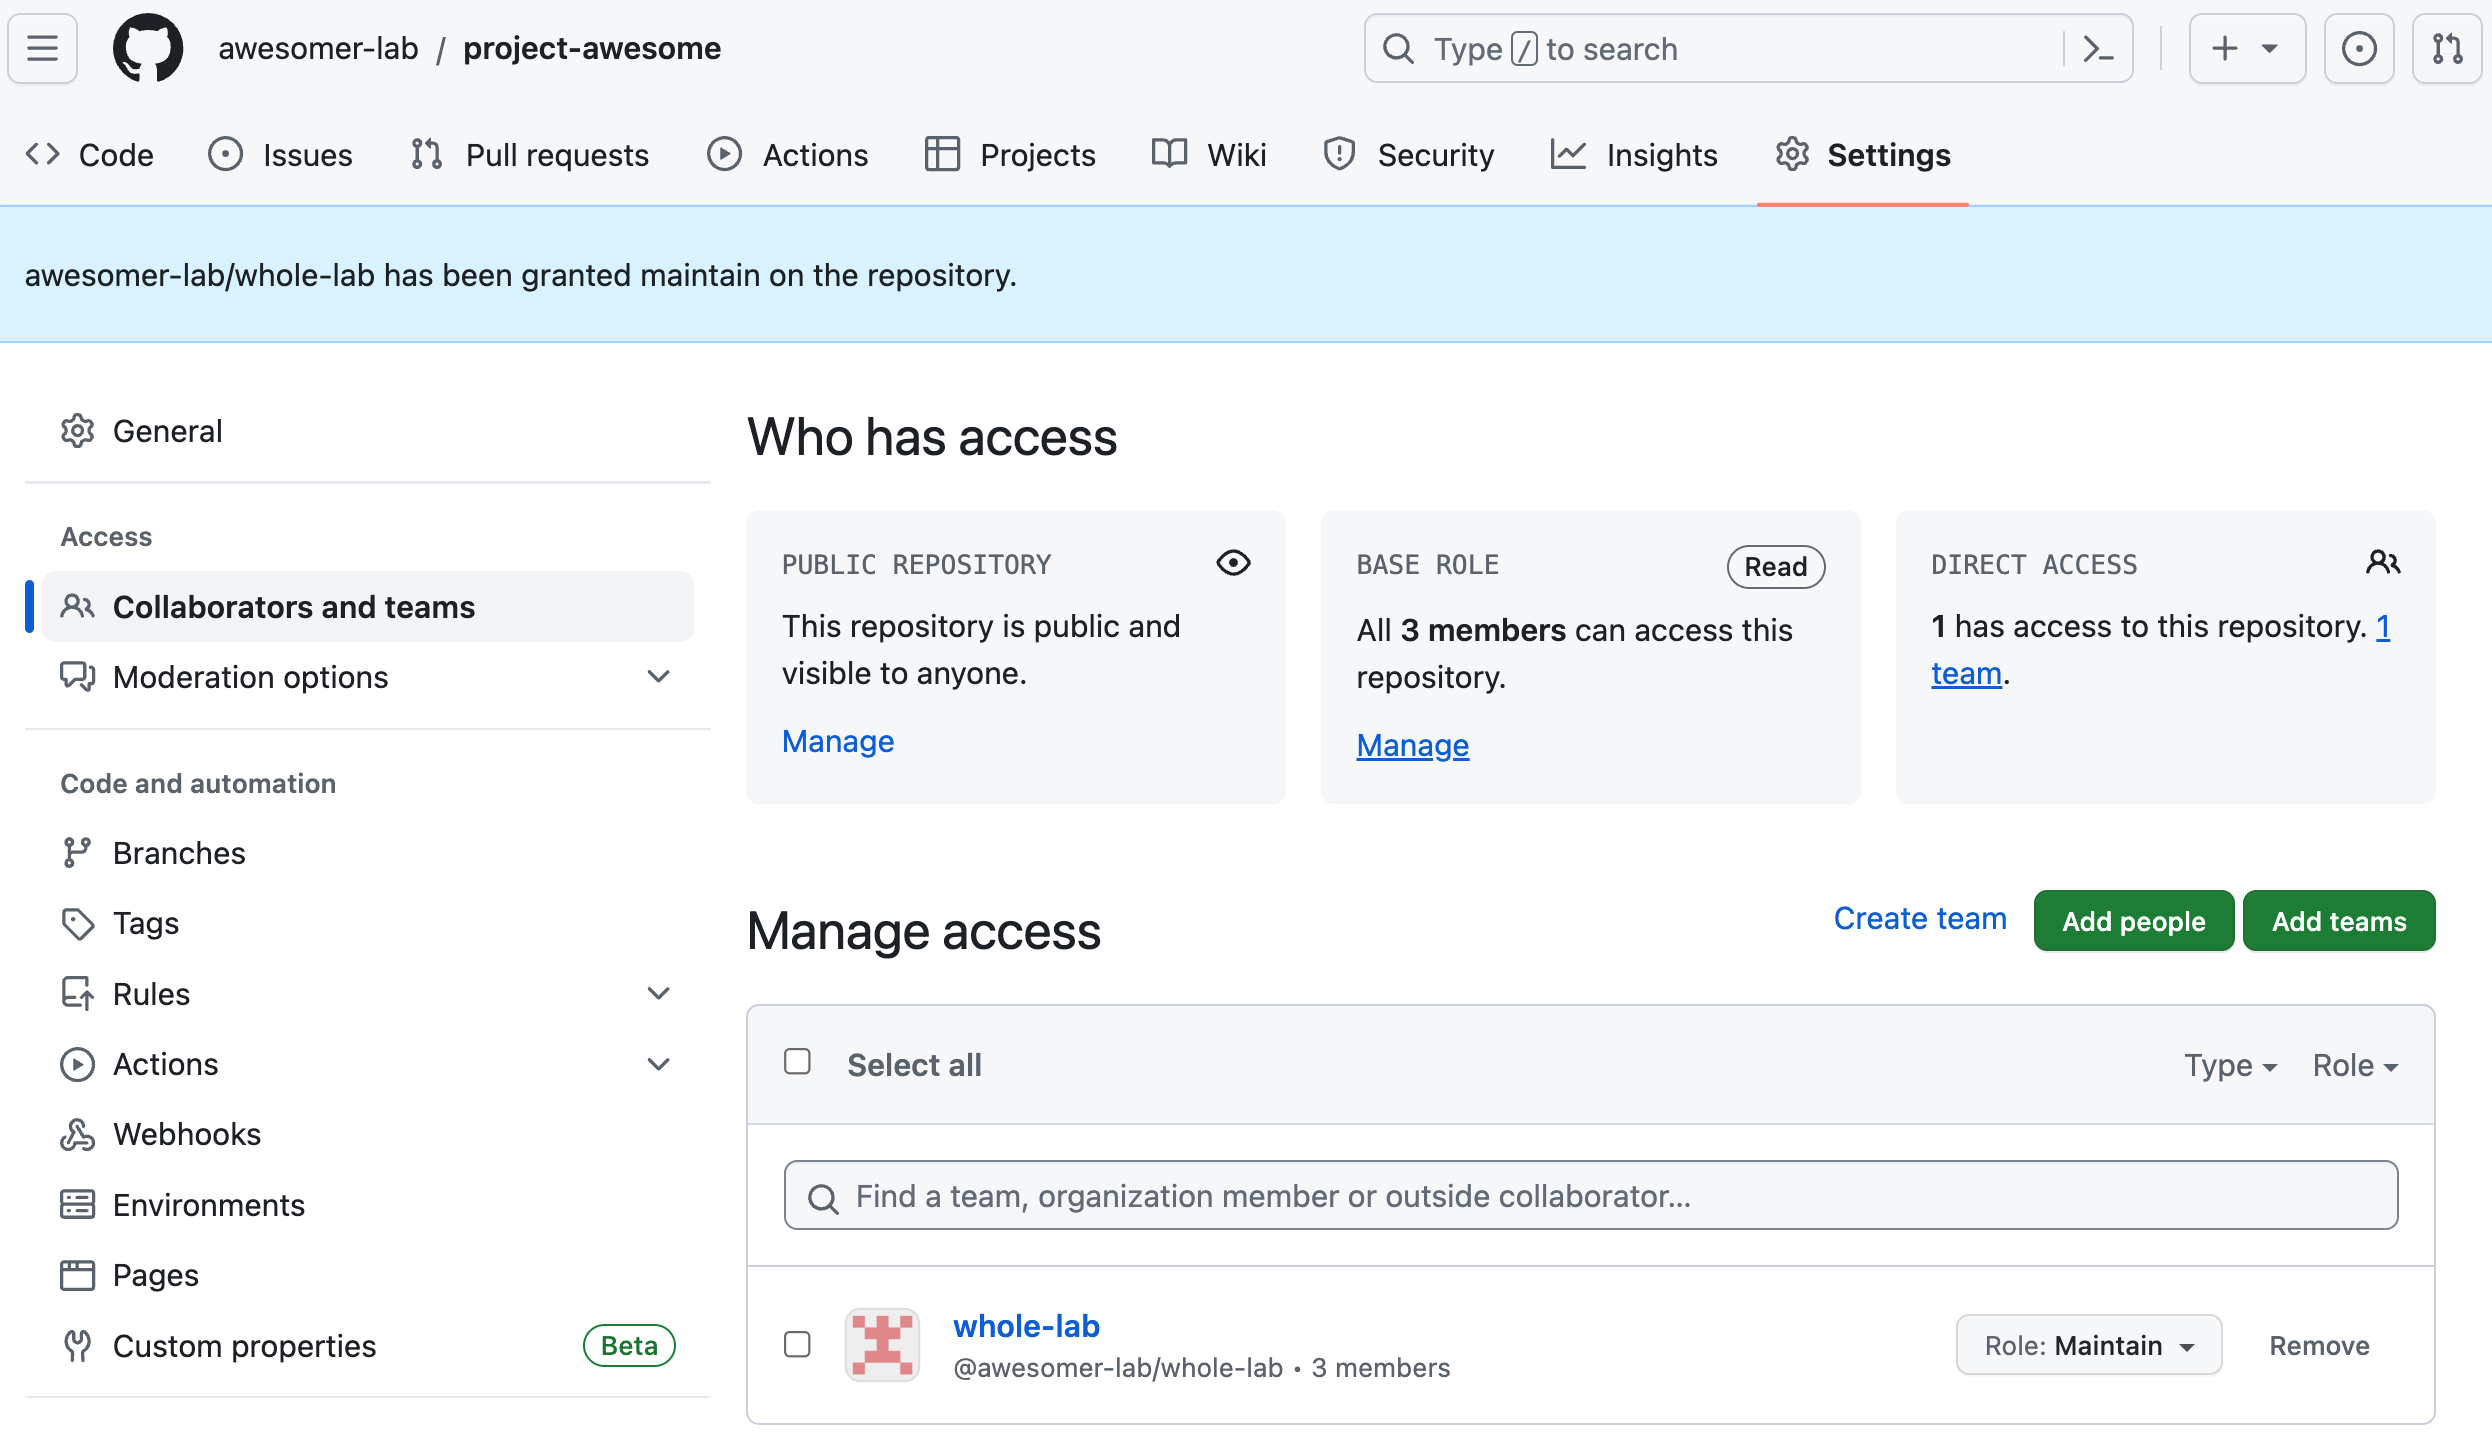 awesomer-lab / project-awesome
Type / to search
Code Issues Pull requests Actions Projects Wiki Security Insights Settings
awesomer-lab/whole-lab has been granted maintain on the repository.
General
Access
Collaborators and teams
Moderation options
Code and automation
Branches
Tags
Rules
Actions
Webhooks
Environments
Pages
Custom properties Beta
Who has access
PUBLIC REPOSITORY
This repository is public and
visible to anyone.
Manage
BASE ROLE Read
All 3 members can access this
repository.
Manage
DIRECT ACCESS
1 has access to this repository. 1
team.
Manage access
Create team Add people Add teams
Select all Type Role
Find a team, organization member or outside collaborator...
whole-lab
@awesomer-lab/whole-lab • 3 members
Role: Maintain Remove